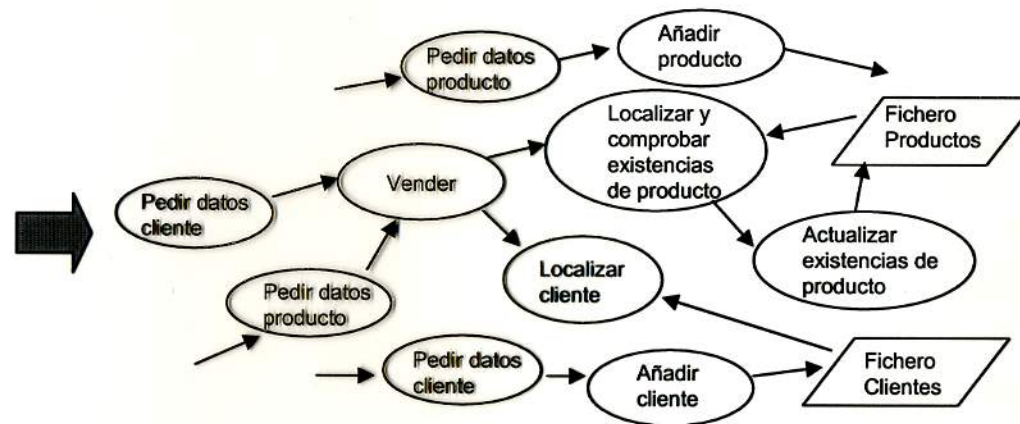 Pedir datos
producto
Añadir
producto
Localizar y
comprobar
existencias
de producto
Fichero
Productos
Vender
Pedir datos
cliente
Actualizar
existencias de
producto
Localizar
cliente
Pedir datos
producto
Pedir datos
cliente
Añadir
cliente
Fichero
Clientes